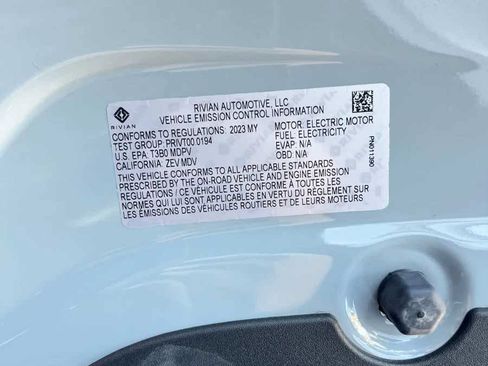 RIVIAN
RIVIAN AUTOMOTIVE, LLC
VEHICLE EMISSION CONTROL INFORMATION
CONFORMS TO REGULATIONS: 2023 MY
TEST GROUP: PRIVT00.0194
U.S. EPA: T3B0 MDPV
CALIFORNIA: ZEV MDV
MOTOR: ELECTRIC MOTOR
FUEL: ELECTRICITY
EVAP: N/A
OBD: N/A
THIS VEHICLE CONFORMS TO ALL APPLICABLE STANDARDS
PRESCRIBED BY THE ON-ROAD VEHICLE AND ENGINE EMISSION
REGULATIONS / CE VÉHICULE EST CONFORME À TOUTES LES
NORMES QUI LUI SONT APPLICABLES EN VERTU DU RÈGLEMENT SUR
LES ÉMISSIONS DES VÉHICULES ROUTIERS ET DE LEURS MOTEURS